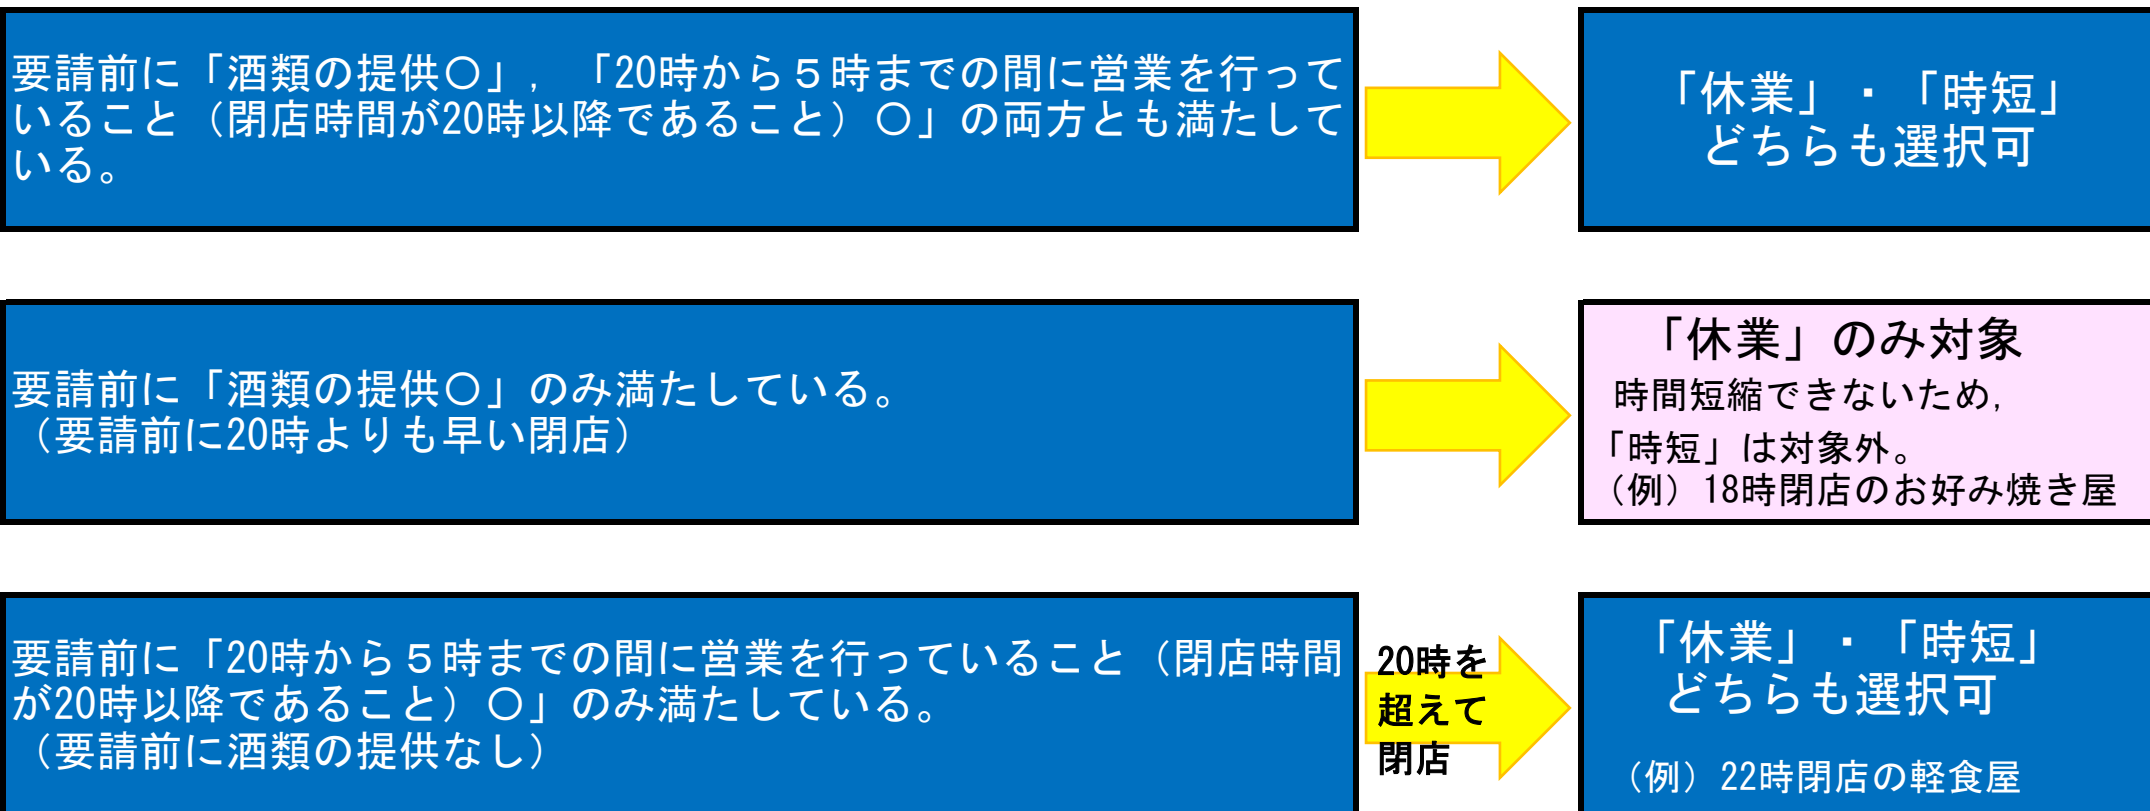 要請前に「酒類の提供〇」,「20時から５時までの間に営業を行って
いること（閉店時間が20時以降であること）〇」の両方とも満たして
いる。
「休業」・「時短」
どちらも選択可
要請前に「酒類の提供〇」のみ満たしている。
（要請前に20時よりも早い閉店）
「休業」のみ対象
時間短縮できないため,
「時短」は対象外。
（例）18時閉店のお好み焼き屋
要請前に「20時から５時までの間に営業を行っていること（閉店時間
が20時以降であること）〇」のみ満たしている。
（要請前に酒類の提供なし）
20時を
超えて
閉店
「休業」・「時短」
どちらも選択可
（例）22時閉店の軽食屋